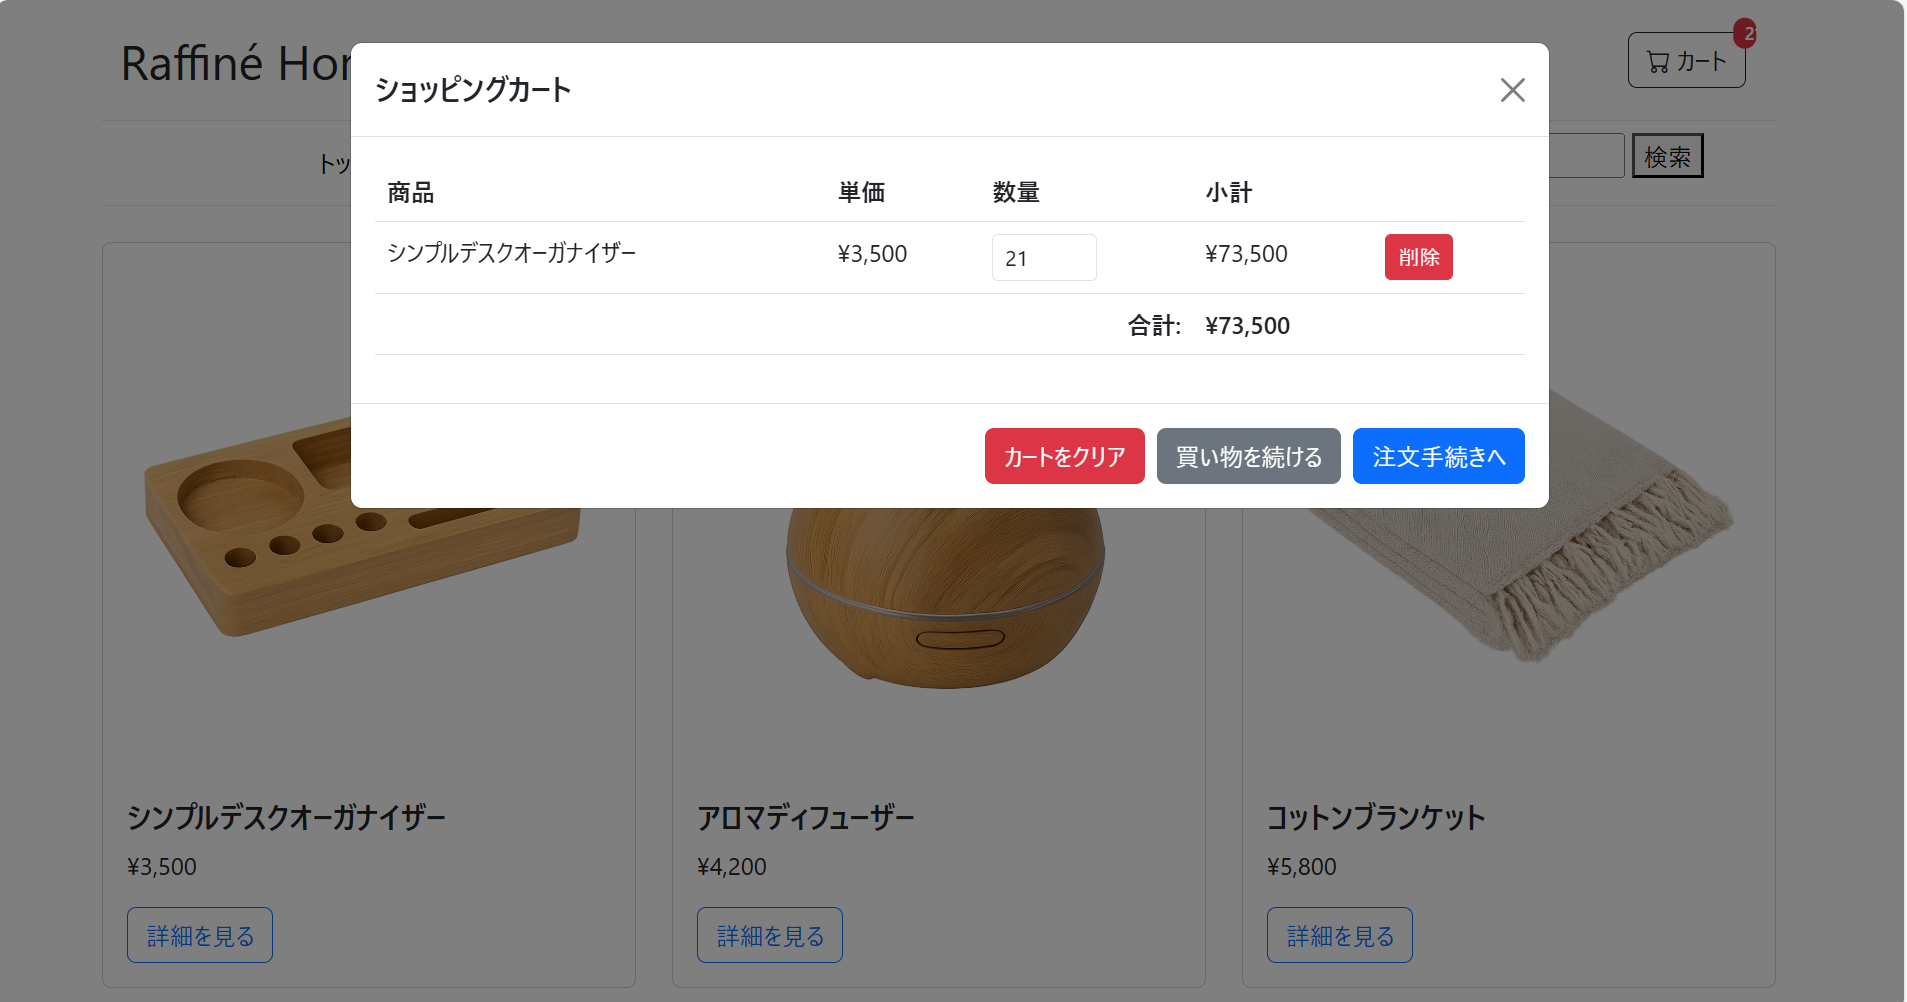 Raffiné
カート
ショッピングカート
検索
商品 単価 数量 小計
シンプルデスクオーガナイザー ¥3,500 21 ¥73,500 削除
合計: ¥73,500
カートをクリア 買い物を続ける 注文手続きへ
シンプルデスクオーガナイザー アロマディフューザー コットンブランケット
¥3,500 ¥4,200 ¥5,800
詳細を見る 詳細を見る 詳細を見る